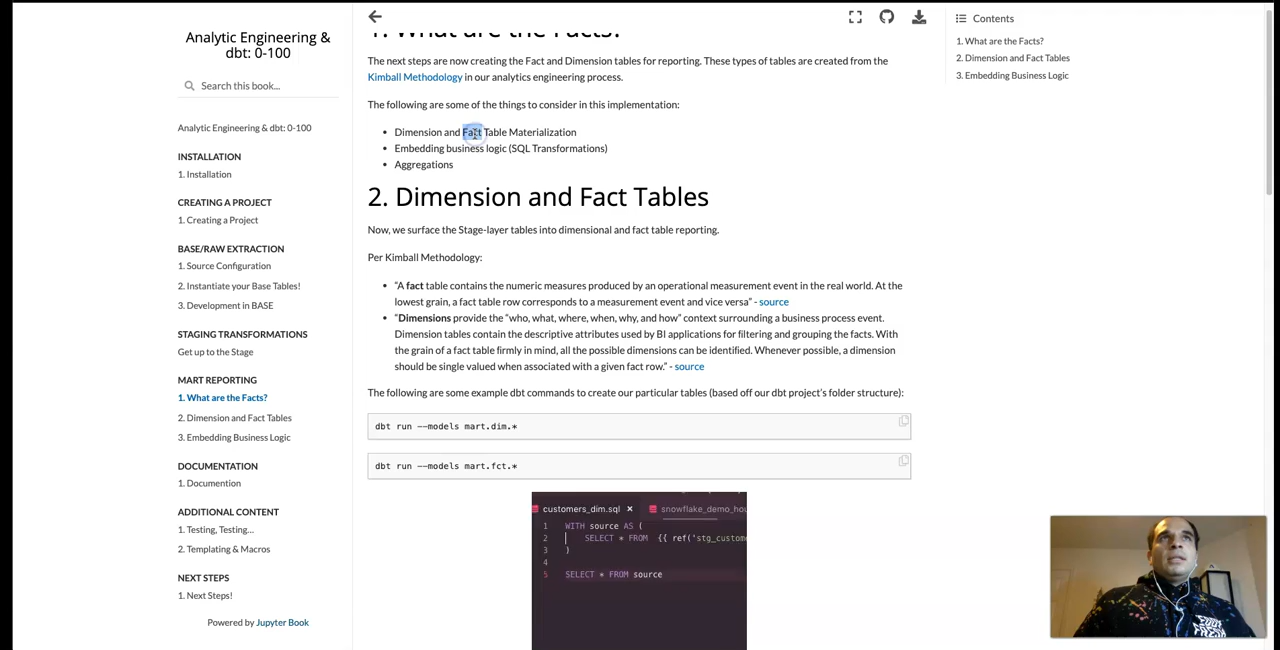 Analytic Engineering &
dbt: 0-100
Search this book...
Analytic Engineering & dbt: 0-100
INSTALLATION
1. Installation
CREATING A PROJECT
1. Creating a Project
BASE/RAW EXTRACTION
1. Source Configuration
2. Instantiate your Base Tables!
3. Development in BASE
STAGING TRANSFORMATIONS
Get up to the Stage
MART REPORTING
1. What are the Facts?
2. Dimension and Fact Tables
3. Embedding Business Logic
DOCUMENTATION
1. Documention
ADDITIONAL CONTENT
1. Testing, Testing...
2. Templating & Macros
NEXT STEPS
1. Next Steps!
Powered by Jupyter Book
1. What are the Facts?
The next steps are now creating the Fact and Dimension tables for reporting. These types of tables are created from the
Kimball Methodology in our analytics engineering process.
The following are some of the things to consider in this implementation:
• Dimension and Fact Table Materialization
• Embedding business logic (SQL Transformations)
• Aggregations
2. Dimension and Fact Tables
Now, we surface the Stage-layer tables into dimensional and fact table reporting.
Per Kimball Methodology:
• “A fact table contains the numeric measures produced by an operational measurement event in the real world. At the
lowest grain, a fact table row corresponds to a measurement event and vice versa” - source
• “Dimensions provide the “who, what, where, when, why, and how” context surrounding a business process event.
Dimension tables contain the descriptive attributes used by BI applications for filtering and grouping the facts. With
the grain of a fact table firmly in mind, all the possible dimensions can be identified. Whenever possible, a dimension
should be single valued when associated with a given fact row.” - source
The following are some example dbt commands to create our particular tables (based off our dbt project’s folder structure):
dbt run --models mart.dim.*
dbt run --models mart.fct.*
customers_dim.sql × snowflake_demo_hou
1 WITH source AS (
2 SELECT * FROM {{ ref('stg_custome
3 )
4
5 SELECT * FROM source
Contents
1. What are the Facts?
2. Dimension and Fact Tables
3. Embedding Business Logic